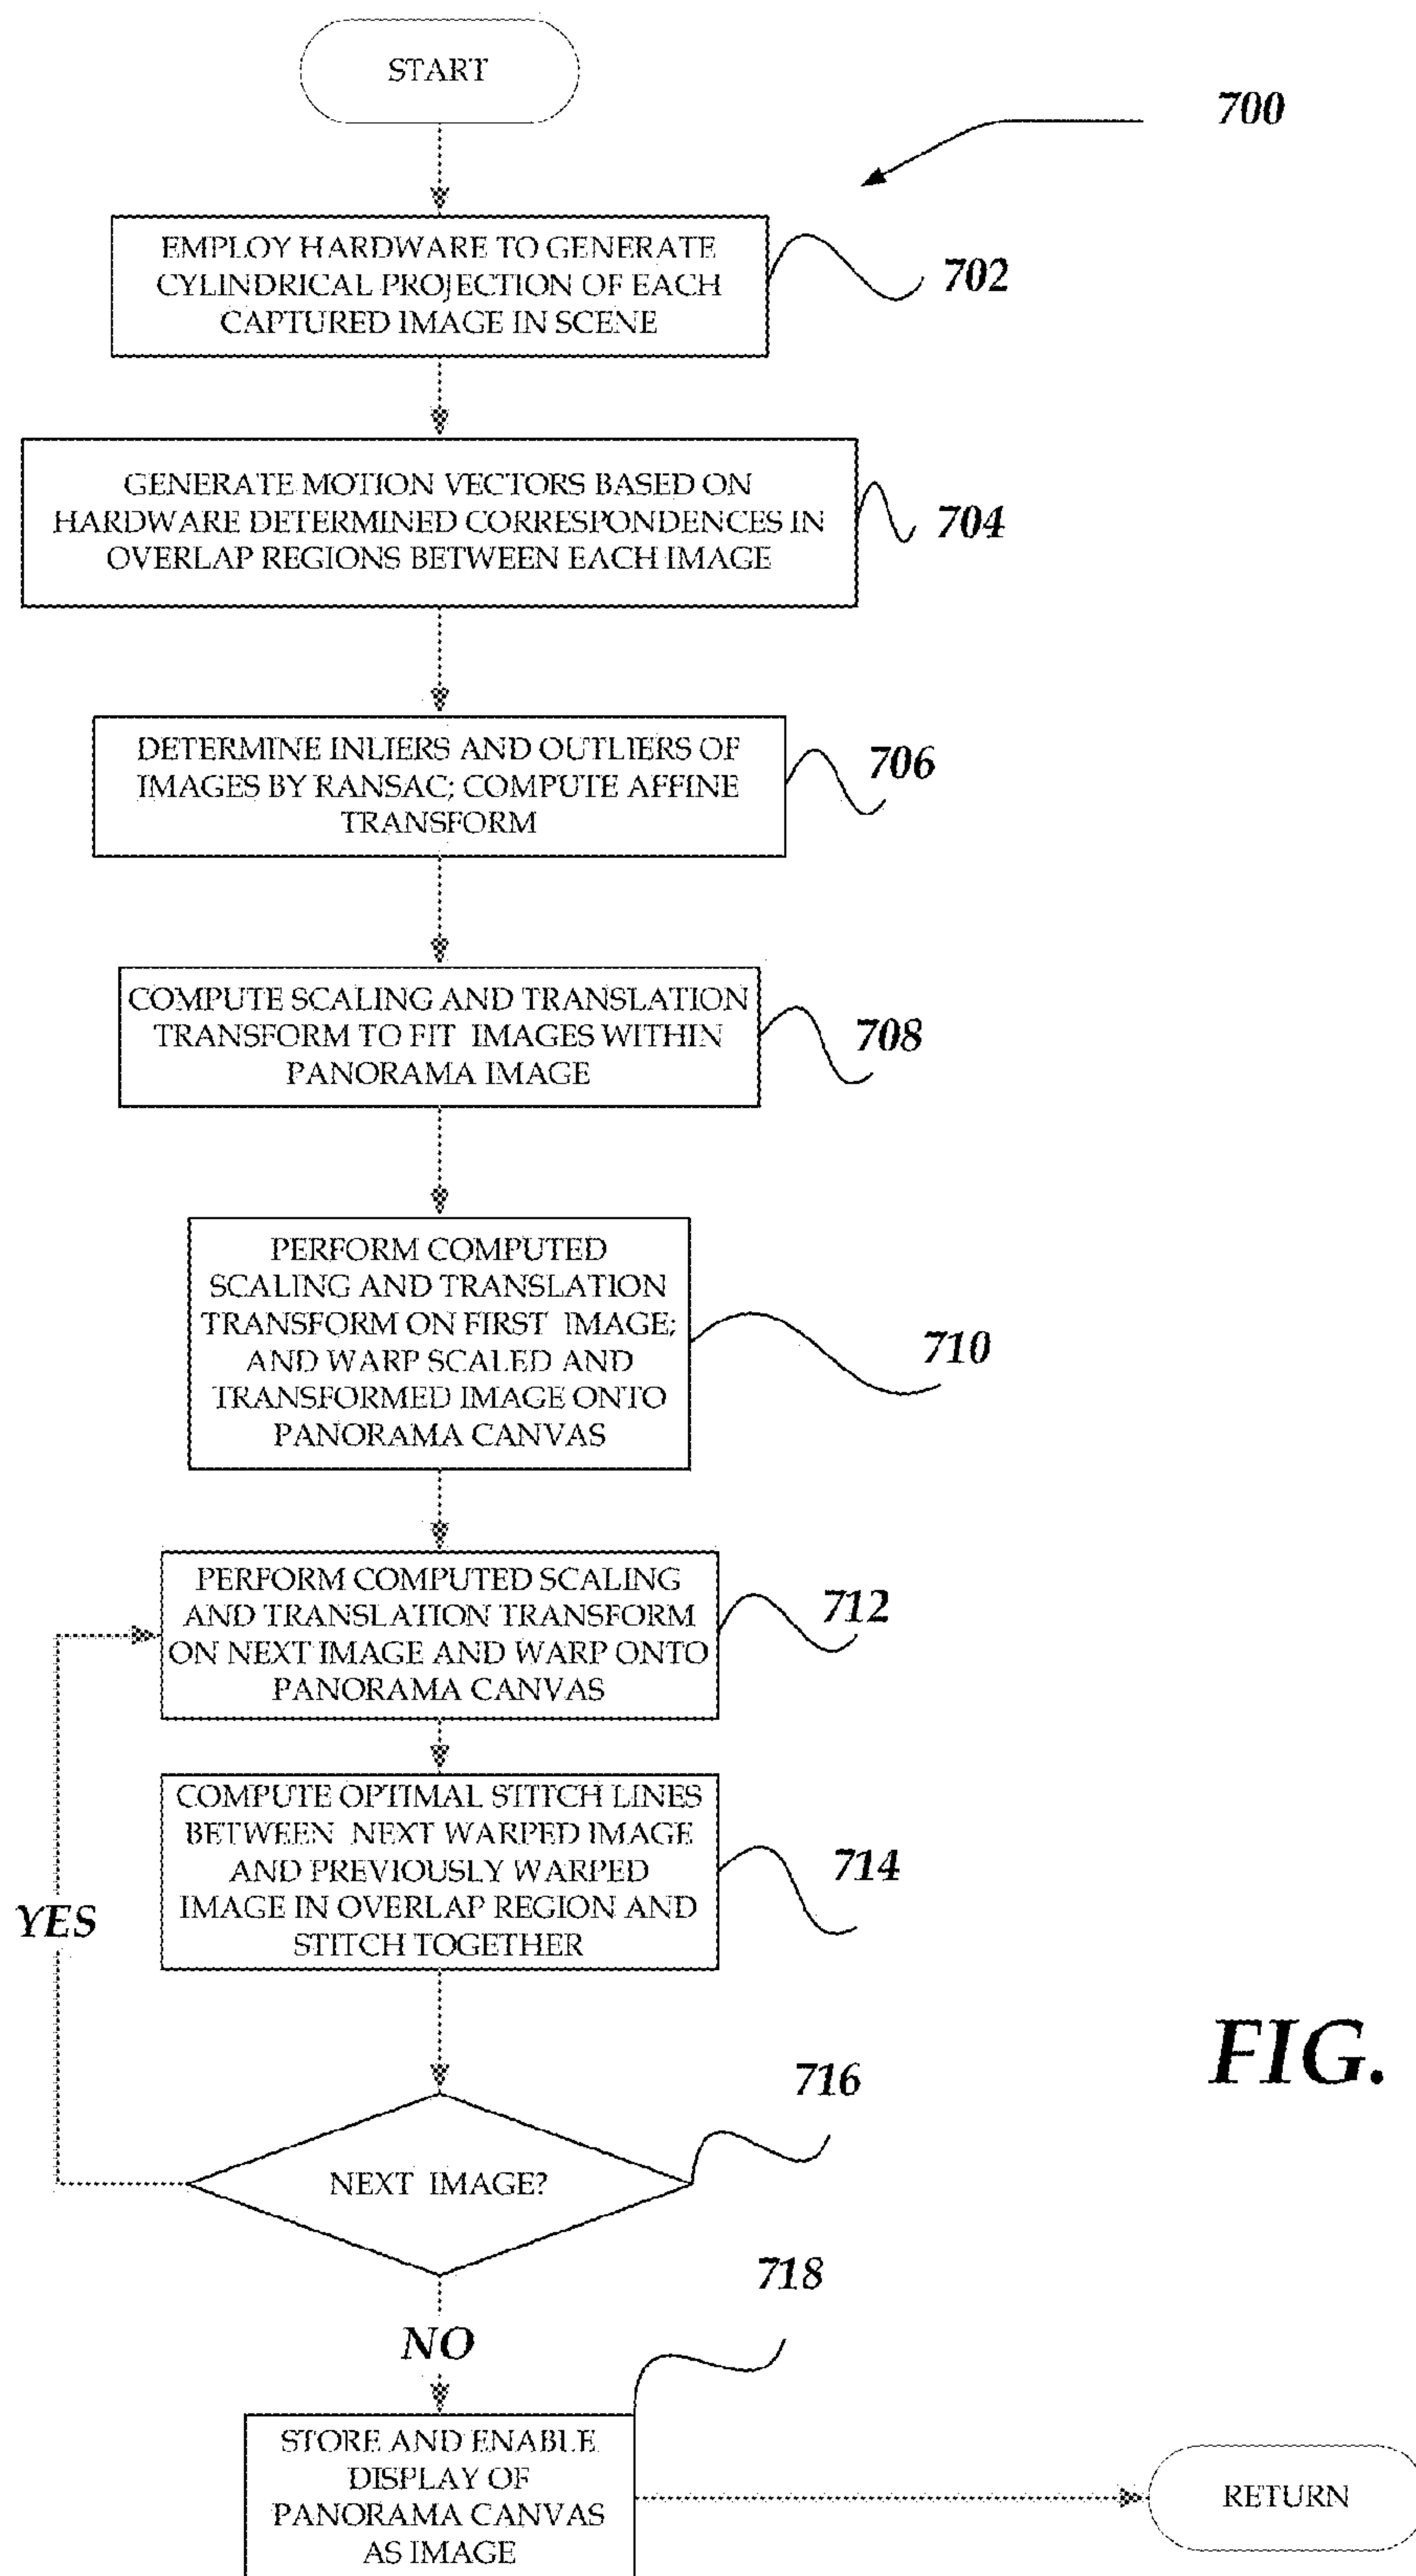 START
700
EMPLOY HARDWARE TO GENERATE
CYLINDRICAL PROJECTION OF EACH
CAPTURED IMAGE IN SCENE
702
GENERATE MOTION VECTORS BASED ON
HARDWARE DETERMINED CORRESPONDENCES IN
OVERLAP REGIONS BETWEEN EACH IMAGE
704
DETERMINE INLIERS AND OUTLIERS OF
IMAGES BY RANSAC; COMPUTE AFFINE
TRANSFORM
706
COMPUTE SCALING AND TRANSLATION
TRANSFORM TO FIT IMAGES WITHIN
PANORAMA IMAGE
708
PERFORM COMPUTED
SCALING AND TRANSLATION
TRANSFORM ON FIRST IMAGE;
AND WARP SCALED AND
TRANSFORMED IMAGE ONTO
PANORAMA CANVAS
710
PERFORM COMPUTED SCALING
AND TRANSLATION TRANSFORM
ON NEXT IMAGE AND WARP ONTO
PANORAMA CANVAS
712
COMPUTE OPTIMAL STITCH LINES
BETWEEN NEXT WARPED IMAGE
AND PREVIOUSLY WARPED
IMAGE IN OVERLAP REGION AND
STITCH TOGETHER
714
YES
FIG.
716
NEXT IMAGE?
718
NO
STORE AND ENABLE
DISPLAY OF
PANORAMA CANVAS
AS IMAGE
RETURN